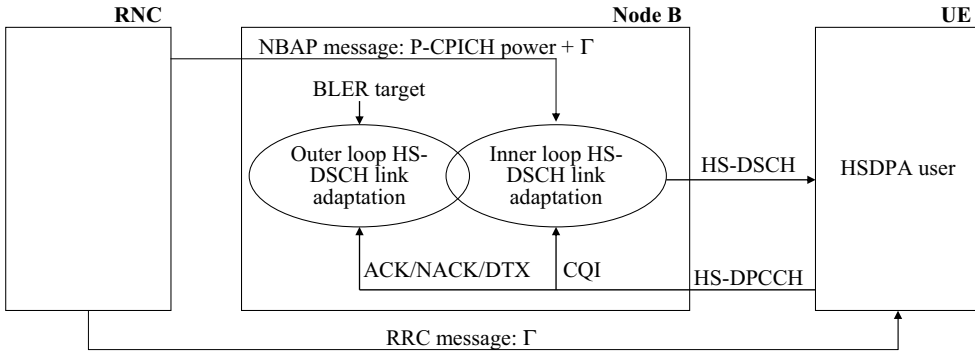 RNC
Node B
UE
NBAP message: P-CPICH power + Γ
BLER target
Outer loop HS-
DSCH link
adaptation
Inner loop HS-
DSCH link
adaptation
HS-DSCH
HSDPA user
ACK/NACK/DTX
CQI
HS-DPCCH
RRC message: Γ